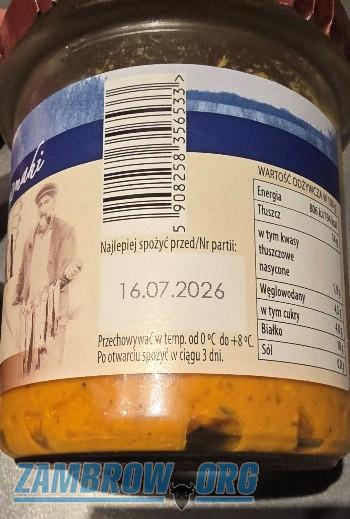 5 908258 356533>
WARTOŚĆ ODŻYWCZA W 100 g
Energia
Tłuszcz
w tym kwasy
tłuszczowe
nasycone
Węglowodany
w tym cukry
Białko
Sól
Najlepiej spożyć przed/Nr partii:
16.07.2026
Przechowywać w temp. od 0 °C do +8 °C.
Po otwarciu spożyć w ciągu 3 dni.
ZAMBROW.ORG